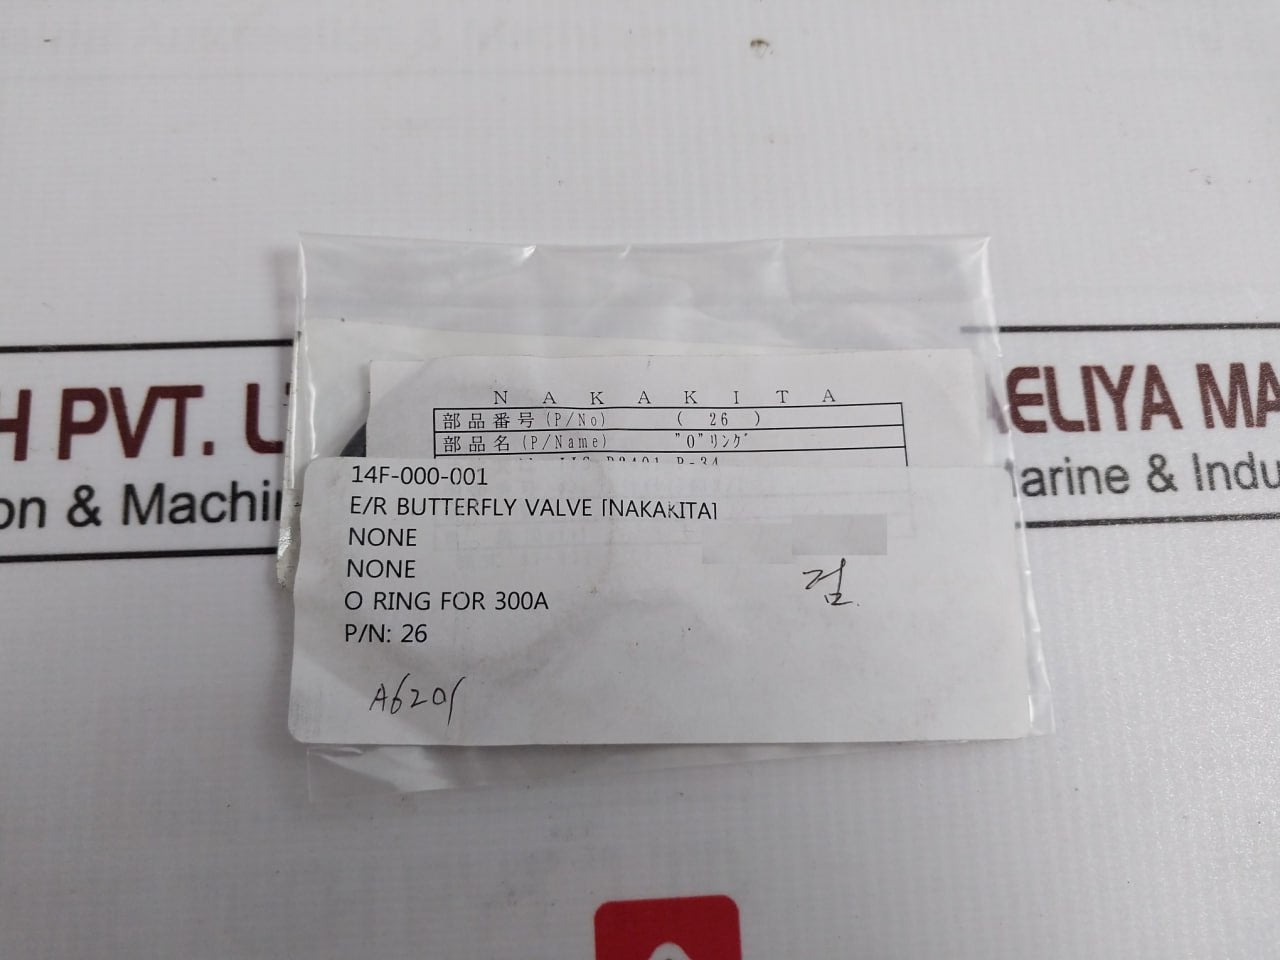 N A K A K I T A
部品番号(P/No) ( 26 )
部品名(P/Name) "O"リング
14F-000-001
E/R BUTTERFLY VALVE [NAKAKITA]
NONE
NONE
O RING FOR 300A
P/N: 26
검
A6201
H PVT. L
ELIYA MA
on & Machi
arine & Indu